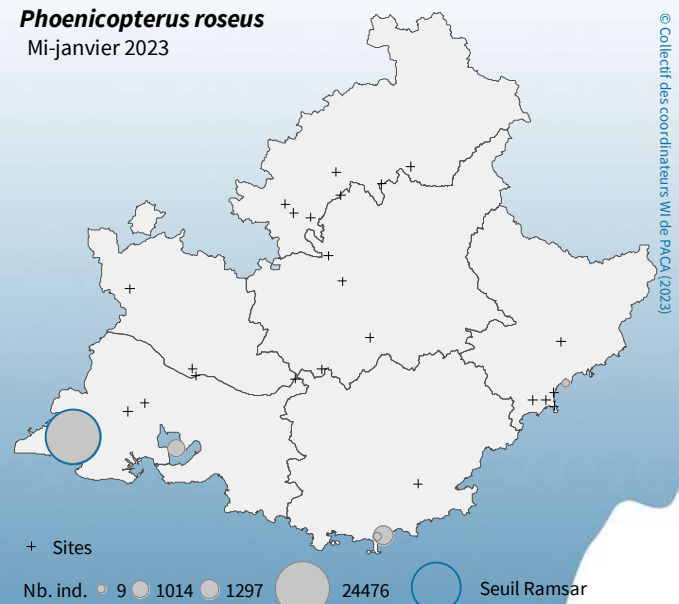 Phoenicopterus roseus
Mi-janvier 2023
© Collectif des coordinateurs WI de PACA (2023)
Sites
Nb. ind. 9 1014 1297 24476 Seuil Ramsar